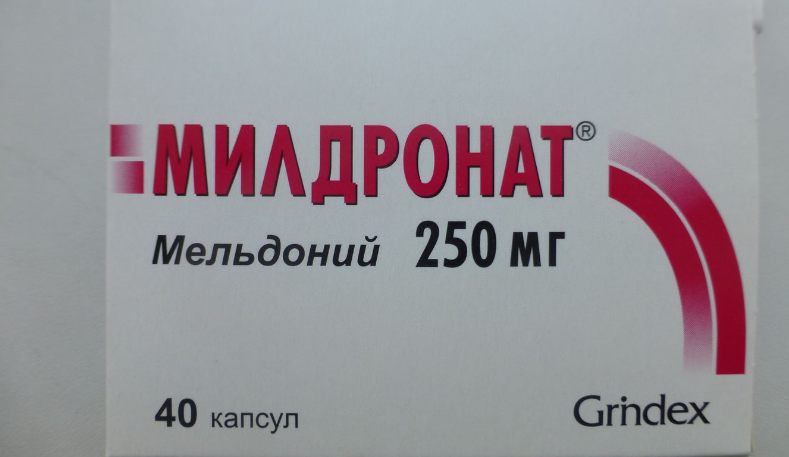 МИЛДРОНАТ®
Мельдоний 250 мг
40 капсул
Grindex